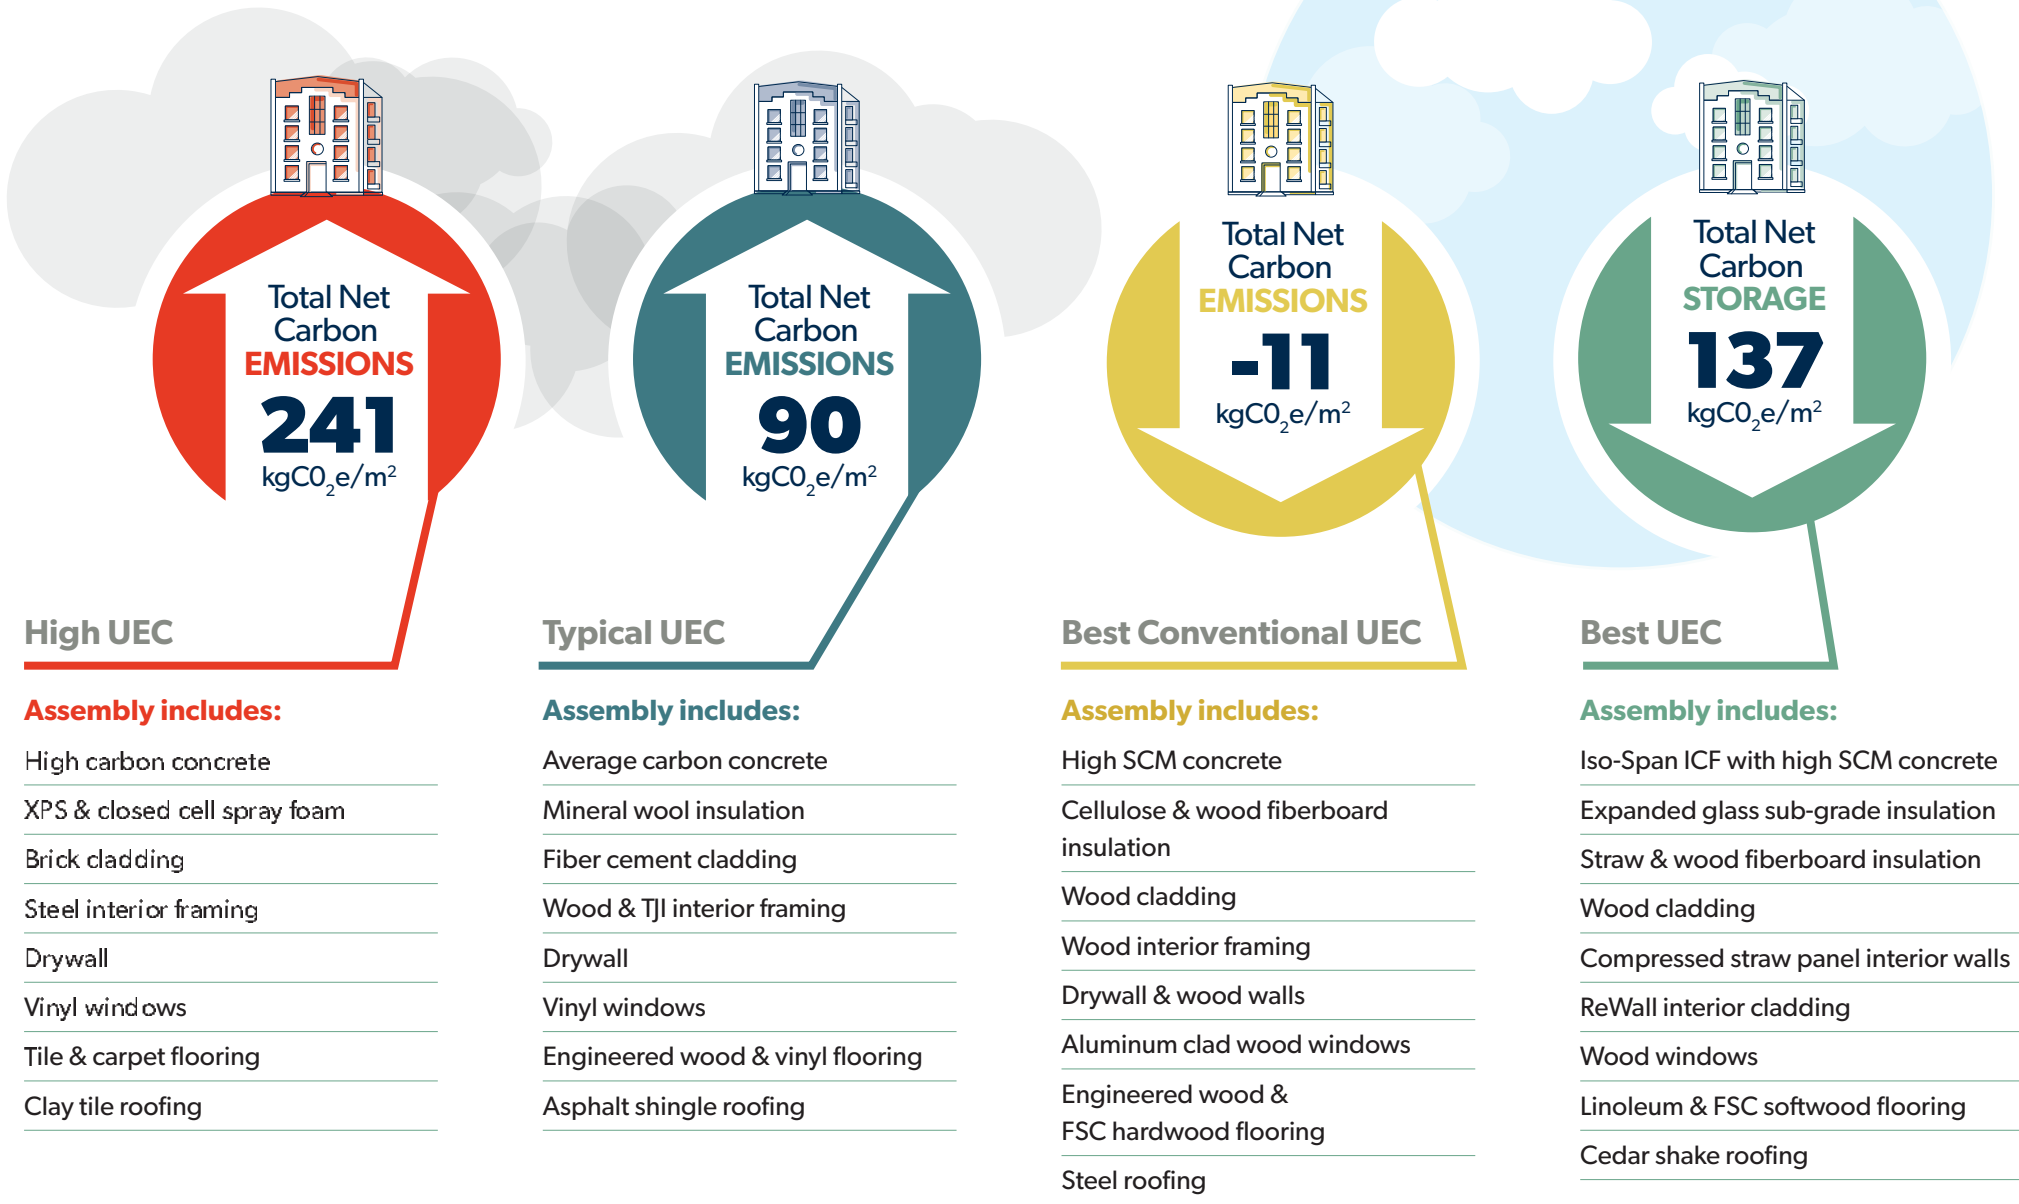 Total Net
Carbon
EMISSIONS
241
kgC0₂e/m²
Total Net
Carbon
EMISSIONS
90
kgC0₂e/m²
Total Net
Carbon
EMISSIONS
-11
kgC0₂e/m²
Total Net
Carbon
STORAGE
137
kgC0₂e/m²
High UEC
Assembly includes:
High carbon concrete
XPS & closed cell spray foam
Brick cladding
Steel interior framing
Drywall
Vinyl windows
Tile & carpet flooring
Clay tile roofing
Typical UEC
Assembly includes:
Average carbon concrete
Mineral wool insulation
Fiber cement cladding
Wood & TJI interior framing
Drywall
Vinyl windows
Engineered wood & vinyl flooring
Asphalt shingle roofing
Best Conventional UEC
Assembly includes:
High SCM concrete
Cellulose & wood fiberboard
insulation
Wood cladding
Wood interior framing
Drywall & wood walls
Aluminum clad wood windows
Engineered wood &
FSC hardwood flooring
Steel roofing
Best UEC
Assembly includes:
Iso-Span ICF with high SCM concrete
Expanded glass sub-grade insulation
Straw & wood fiberboard insulation
Wood cladding
Compressed straw panel interior walls
ReWall interior cladding
Wood windows
Linoleum & FSC softwood flooring
Cedar shake roofing